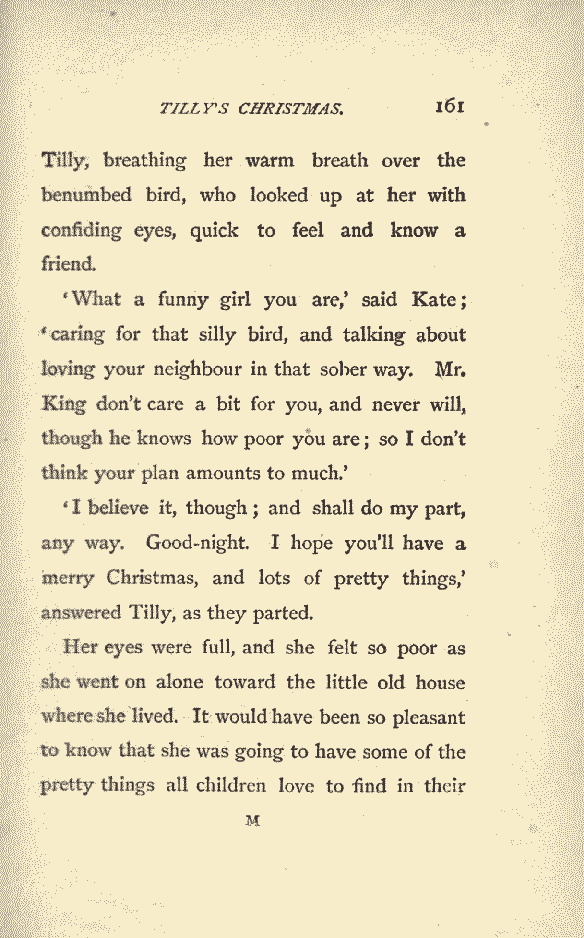 TILLY'S CHRISTMAS. 161
Tilly, breathing her warm breath over the
benumbed bird, who looked up at her with
confiding eyes, quick to feel and know a
friend.
‘What a funny girl you are,’ said Kate;
‘caring for that silly bird, and talking about
loving your neighbour in that sober way. Mr.
King don't care a bit for you, and never will,
though he knows how poor you are; so I don't
think your plan amounts to much.’
‘I believe it, though; and shall do my part,
any way. Good-night. I hope you'll have a
merry Christmas, and lots of pretty things,’
answered Tilly, as they parted.
Her eyes were full, and she felt so poor as
she went on alone toward the little old house
where she lived. It would have been so pleasant
to know that she was going to have some of the
pretty things all children love to find in their
M